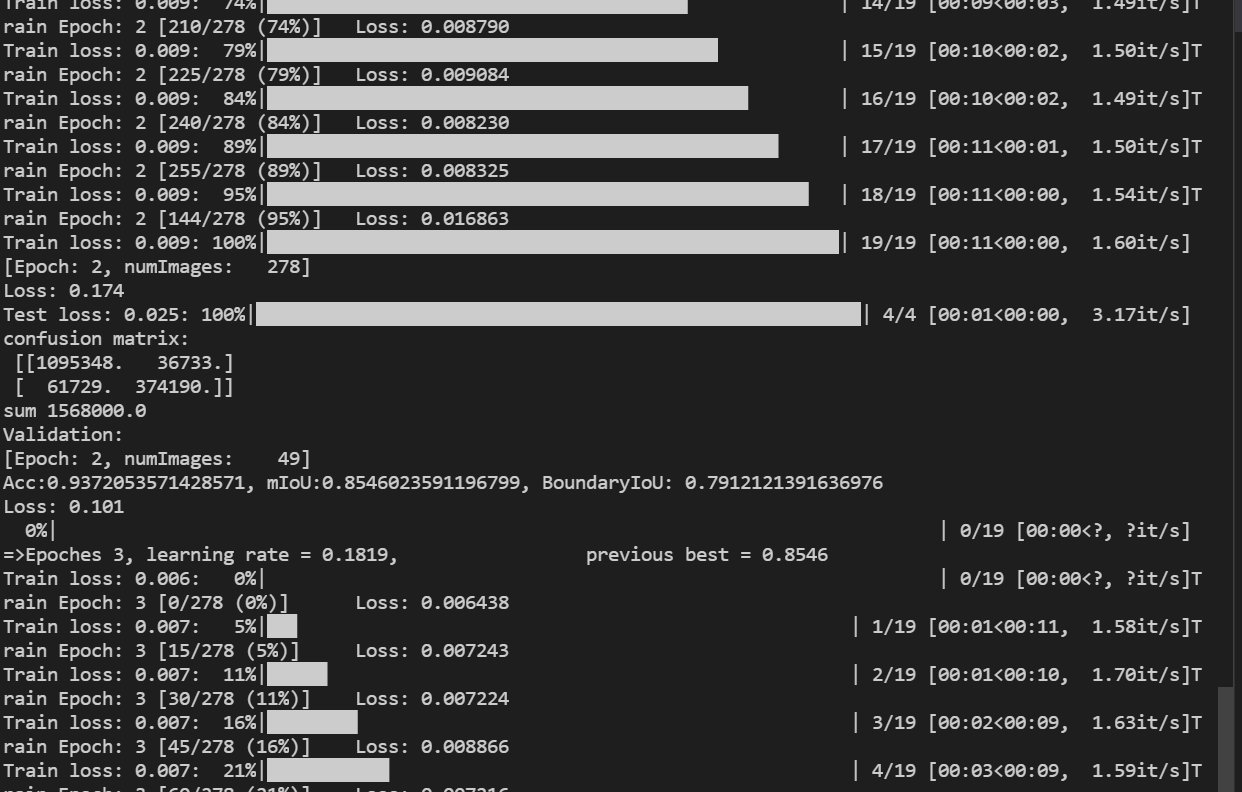 Train loss: 0.009:  74%| | 14/19 [00:09<00:03,  1.49it/s]T
rain Epoch: 2 [210/278 (74%)]   Loss: 0.008790
Train loss: 0.009:  79%| | 15/19 [00:10<00:02,  1.50it/s]T
rain Epoch: 2 [225/278 (79%)]   Loss: 0.009084
Train loss: 0.009:  84%| | 16/19 [00:10<00:02,  1.49it/s]T
rain Epoch: 2 [240/278 (84%)]   Loss: 0.008230
Train loss: 0.009:  89%| | 17/19 [00:11<00:01,  1.50it/s]T
rain Epoch: 2 [255/278 (89%)]   Loss: 0.008325
Train loss: 0.009:  95%| | 18/19 [00:11<00:00,  1.54it/s]T
rain Epoch: 2 [144/278 (95%)]   Loss: 0.016863
Train loss: 0.009: 100%| | 19/19 [00:11<00:00,  1.60it/s]
[Epoch: 2, numImages:   278]
Loss: 0.174
Test loss: 0.025: 100%| | 4/4 [00:01<00:00,  3.17it/s]
confusion matrix:
 [[1095348.   36733.]
 [  61729.  374190.]]
sum 1568000.0
Validation:
[Epoch: 2, numImages:    49]
Acc:0.9372053571428571, mIoU:0.8546023591196799, BoundaryIoU: 0.7912121391636976
Loss: 0.101
  0%| | 0/19 [00:00<?, ?it/s]
=>Epoches 3, learning rate = 0.1819,                 previous best = 0.8546
Train loss: 0.006:   0%| | 0/19 [00:00<?, ?it/s]T
rain Epoch: 3 [0/278 (0%)]      Loss: 0.006438
Train loss: 0.007:   5%| | 1/19 [00:01<00:11,  1.58it/s]T
rain Epoch: 3 [15/278 (5%)]     Loss: 0.007243
Train loss: 0.007:  11%| | 2/19 [00:01<00:10,  1.70it/s]T
rain Epoch: 3 [30/278 (11%)]    Loss: 0.007224
Train loss: 0.007:  16%| | 3/19 [00:02<00:09,  1.63it/s]T
rain Epoch: 3 [45/278 (16%)]    Loss: 0.008866
Train loss: 0.007:  21%| | 4/19 [00:03<00:09,  1.59it/s]T